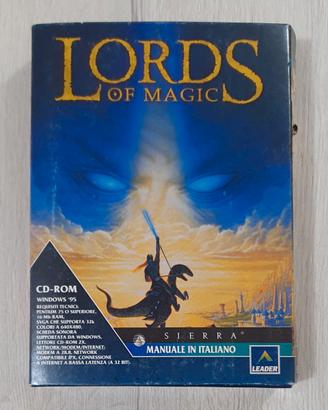 LORDS
OF MAGIC
CD-ROM
WINDOWS '95
REQUISITI TECNICI:
PENTIUM 75 O SUPERIORE,
16 Mb RAM,
SVGA CHE SUPPORTA 32k
COLORI A 640X480,
SCHEDA SONORA
SUPPORTATA DA WINDOWS,
LETTORE CD-ROM 2X.
NETWORK/MODEM/INTERNET:
MODEM A 28.8, NETWORK
COMPATIBILE IPX, CONNESSIONE
A INTERNET A BASSA LATENZA (A 32 BIT).
SIERRA
MANUALE IN ITALIANO
LEADER